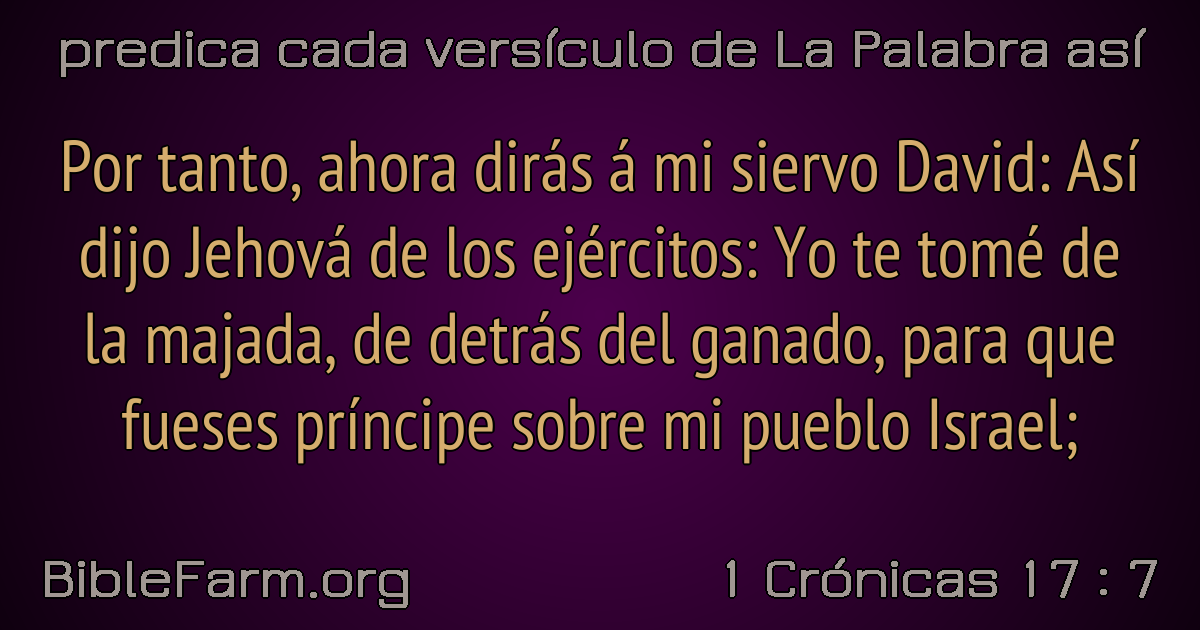 predica cada versículo de La Palabra así
Por tanto, ahora dirás á mi siervo David: Así
dijo Jehová de los ejércitos: Yo te tomé de
la majada, de detrás del ganado, para que
fueses príncipe sobre mi pueblo Israel;
BibleFarm.org
1 Crónicas 17 : 7